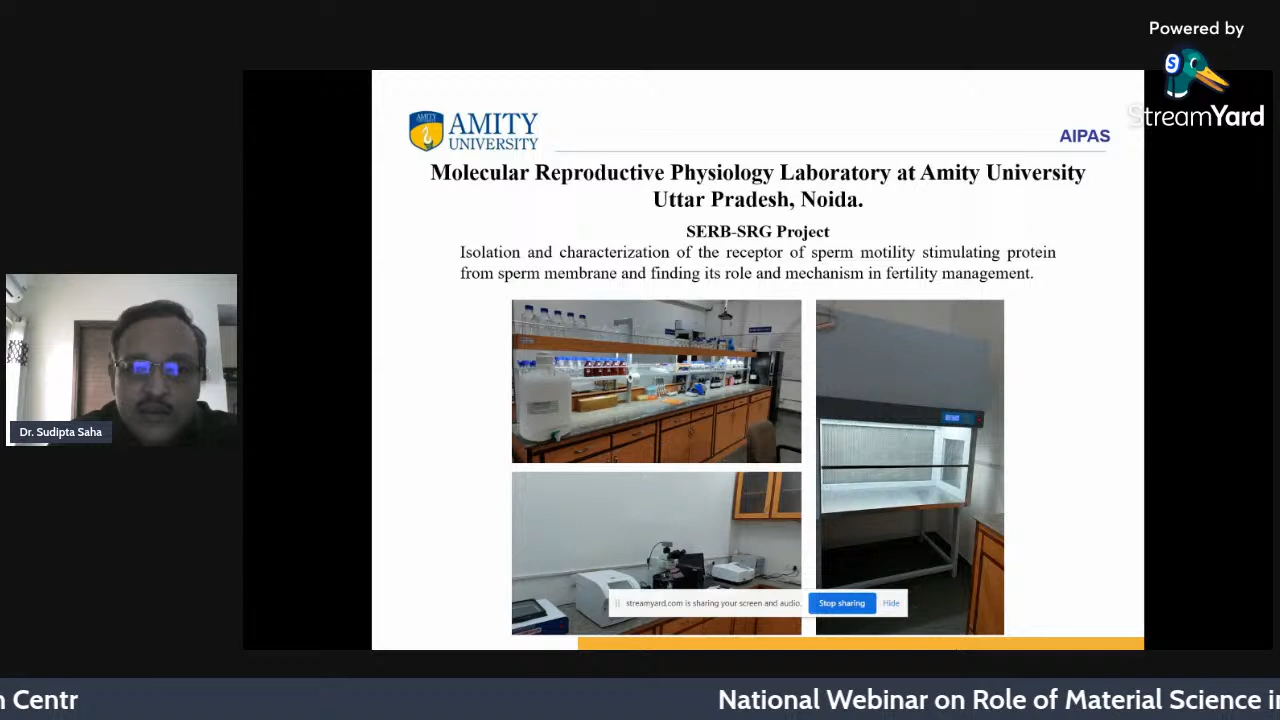 Powered by
StreamYard
AMITY
UNIVERSITY
AIPAS
Molecular Reproductive Physiology Laboratory at Amity University
Uttar Pradesh, Noida.
SERB-SRG Project
Isolation and characterization of the receptor of sperm motility stimulating protein
from sperm membrane and finding its role and mechanism in fertility management.
Dr. Sudipta Saha
streamyard.com is sharing your screen and audio.
Stop sharing
Hide
n Centr
National Webinar on Role of Material Science in